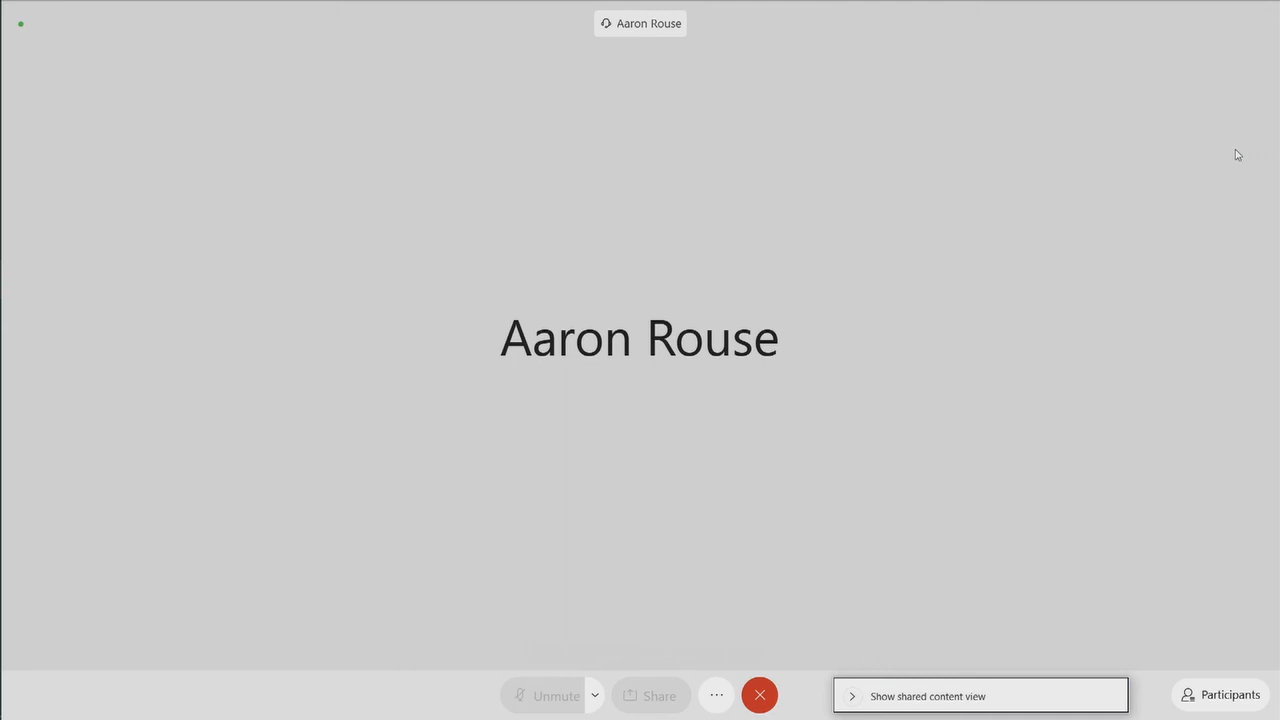 Aaron Rouse
Aaron Rouse
Unmute
Share
Show shared content view
Participants